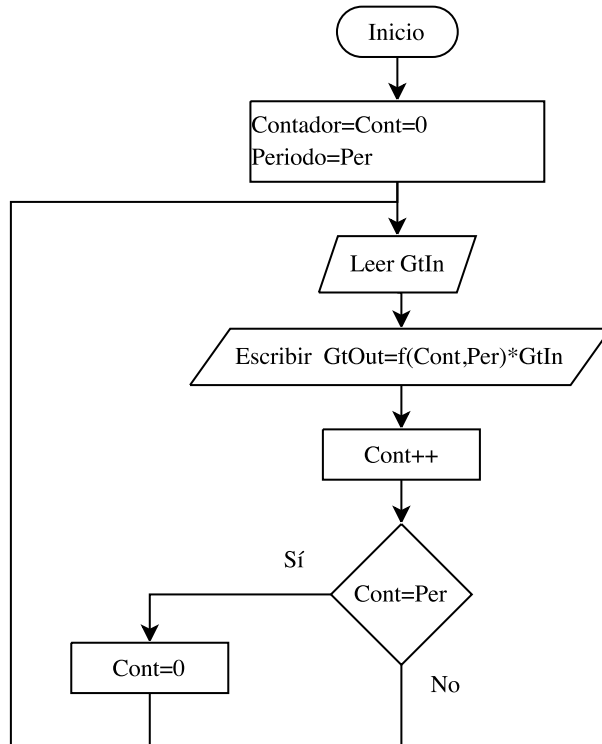 Inicio
Contador=Cont=0
Periodo=Per
Leer GtIn
Escribir GtOut=f(Cont,Per)*GtIn
Cont++
Sí
Cont=Per
Cont=0
No